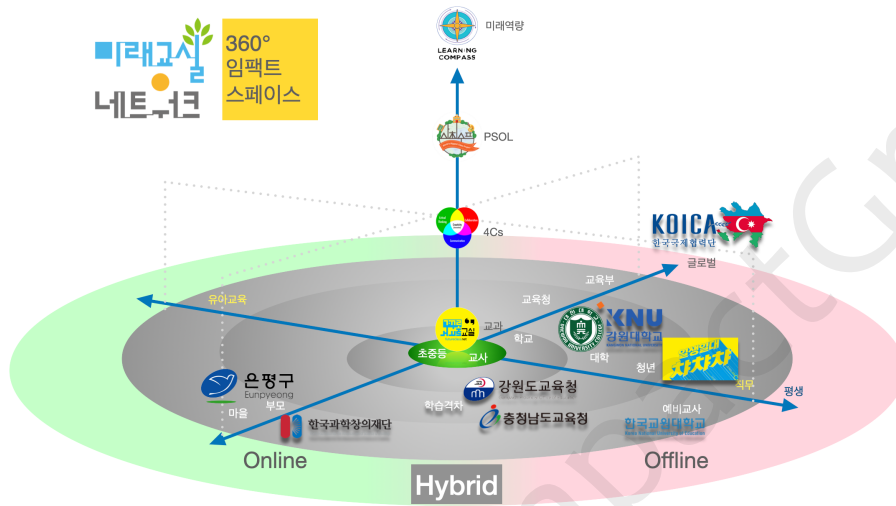 미래교실
네트워크
360°
임팩트
스페이스
미래역량
LEARNING
COMPASS
PSOL
4Cs
KOICA
한국국제협력단
글로벌
교육부
유아교육
교육청
KNU
강원대학교
교과
학교
초중등
교사
대학
청년
직무
평생
은평구
Eunpyeong
마을
부모
강원도교육청
학습격차
충청남도교육청
한국과학창의재단
예비교사
한국교원대학교
Online
Offline
Hybrid